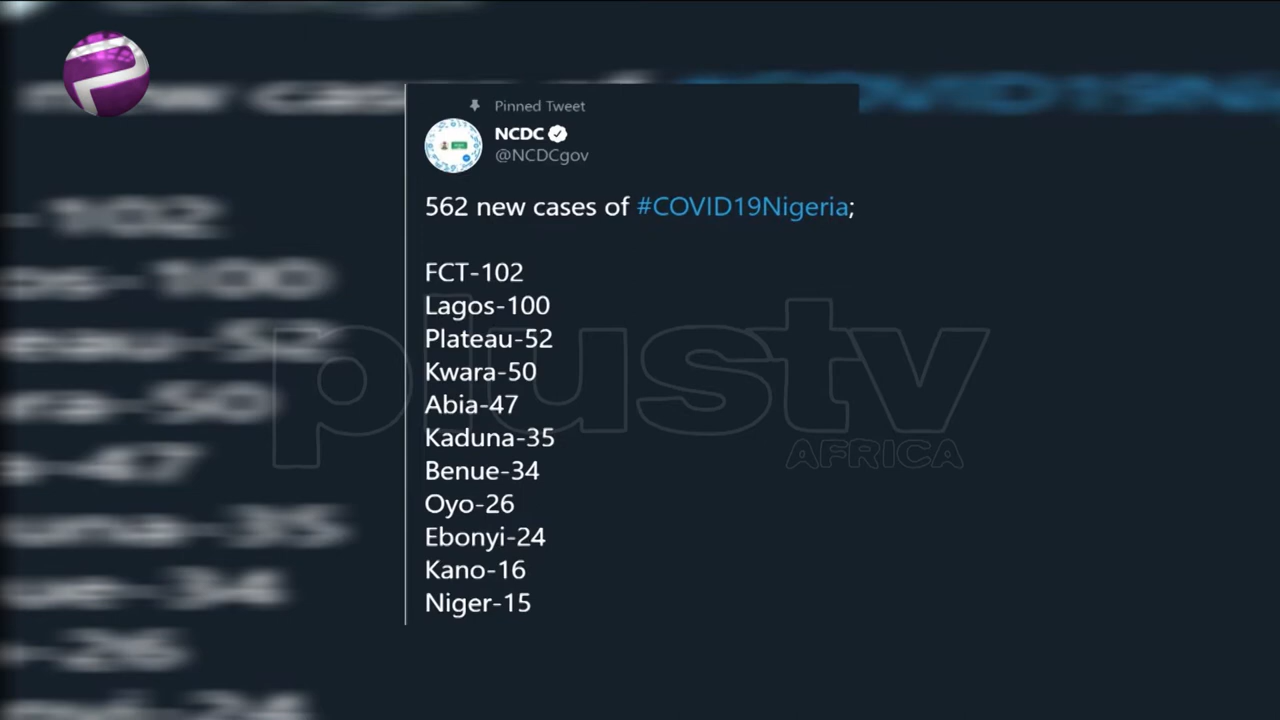 Pinned Tweet
NCDC
@NCDCgov
562 new cases of #COVID19Nigeria;
FCT-102
Lagos-100
Plateau-52
Kwara-50
Abia-47
Kaduna-35
Benue-34
Oyo-26
Ebonyi-24
Kano-16
Niger-15
plustv
AFRICA